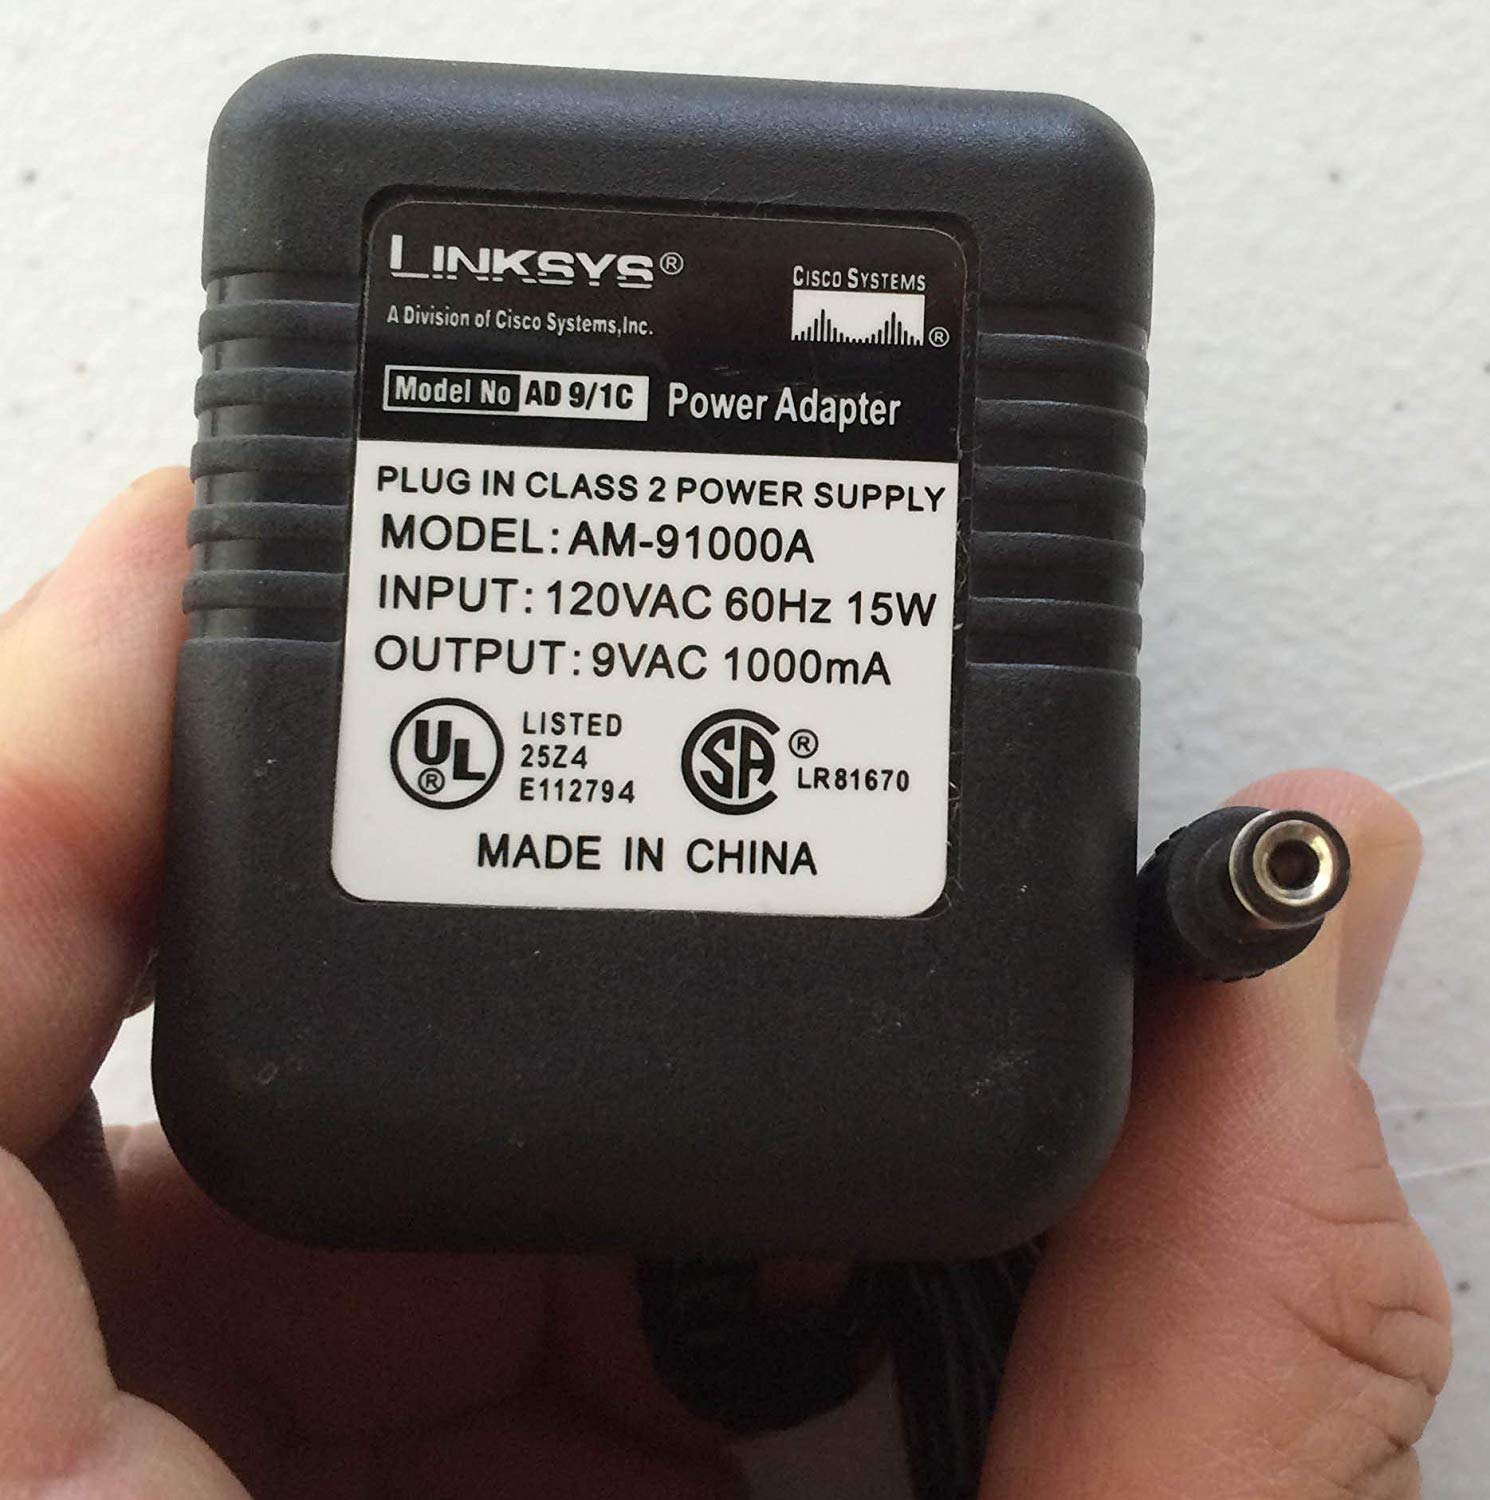 LINKSYS®
A Division of Cisco Systems,Inc.
CISCO SYSTEMS
®
Model No AD 9/1C Power Adapter
PLUG IN CLASS 2 POWER SUPPLY
MODEL: AM-91000A
INPUT: 120VAC 60Hz 15W
OUTPUT: 9VAC 1000mA
UL®
LISTED
25Z4
E112794
SA®
LR81670
MADE IN CHINA